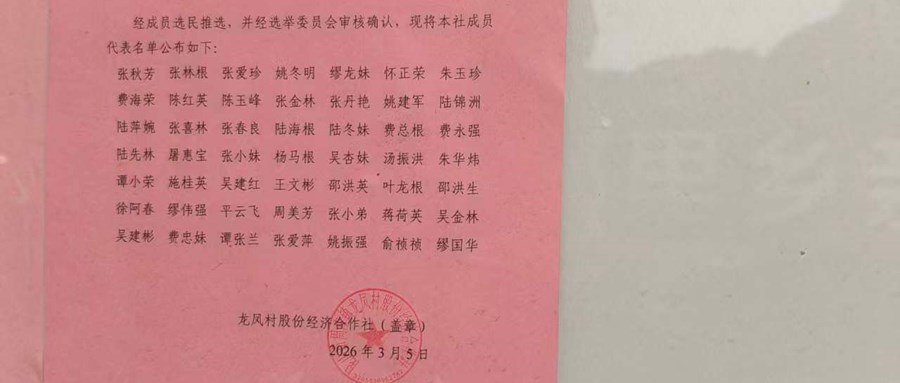 经成员选民推选，并经选举委员会审核确认，现将本社成员
代表名单公布如下：
张秋芳 张林根 张爱珍 姚冬明 缪龙妹 怀正荣 朱玉珍
费海荣 陈红英 陈玉峰 张金林 张丹艳 姚建军 陆锦洲
陆萍婉 张喜林 张春良 陆海根 陆冬妹 费总根 费永强
陆先林 屠惠宝 张小妹 杨马根 吴杏妹 汤振洪 朱华炜
谭小荣 施桂英 吴建红 王文彬 邵洪英 叶龙根 邵洪生
徐阿春 缪伟强 平云飞 周美芳 张小弟 蒋荷英 吴金林
吴建彬 费忠妹 谭张兰 张爱萍 姚振强 俞桢桢 缪国华
龙凤村股份经济合作社（盖章）
2026年3月5日